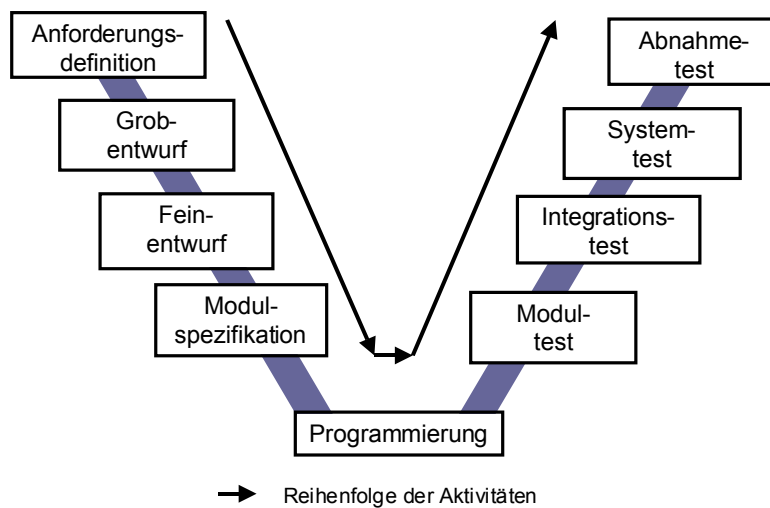 Anforderungs-
definition
Grob-
entwurf
Fein-
entwurf
Modul-
spezifikation
Programmierung
Modul-
test
Integrations-
test
System-
test
Abnahme-
test
Reihenfolge der Aktivitäten